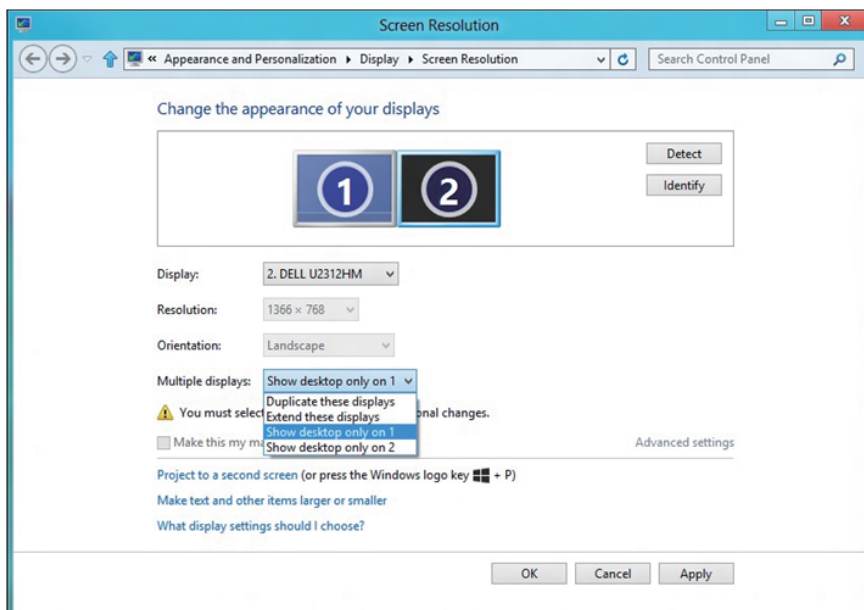 Screen Resolution
« Appearance and Personalization Display Screen Resolution
Search Control Panel
Change the appearance of your displays
1 2
Detect
Identify
Display: 2. DELL U2312HM
Resolution: 1366 × 768
Orientation: Landscape
Multiple displays: Show desktop only on 1
Duplicate these displays
You must onal changes.
Extend these displays
Show desktop only on 1
Make this my Advanced settings
Show desktop only on 2
Project to a second screen (or press the Windows logo key + P)
Make text and other items larger or smaller
What display settings should I choose?
OK Cancel Apply